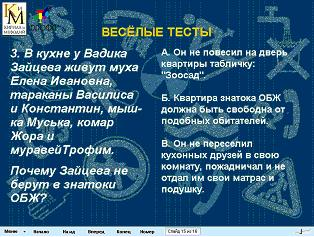 К и М
КИРИЛЛ И
МЕФОДИЙ
ВЕСЁЛЫЕ ТЕСТЫ
3. В кухне у Вадика
Зайцева живут муха
Елена Ивановна,
тараканы Василиса
и Константин, мыш-
ка Муська, комар
Жора и
муравейТрофим.
Почему Зайцева не
берут в знатоки
ОБЖ?
А. Он не повесил на дверь
квартиры табличку:
"Зоосад".
Б. Квартира знатока ОБЖ
должна быть свободна от
подобных обитателей.
В. Он не переселил
кухонных друзей в свою
комнату, пожадничал и не
отдал им свои матрас и
подушку.
Меню Начало Назад Вперед Конец Номер Слайд 15 из 16